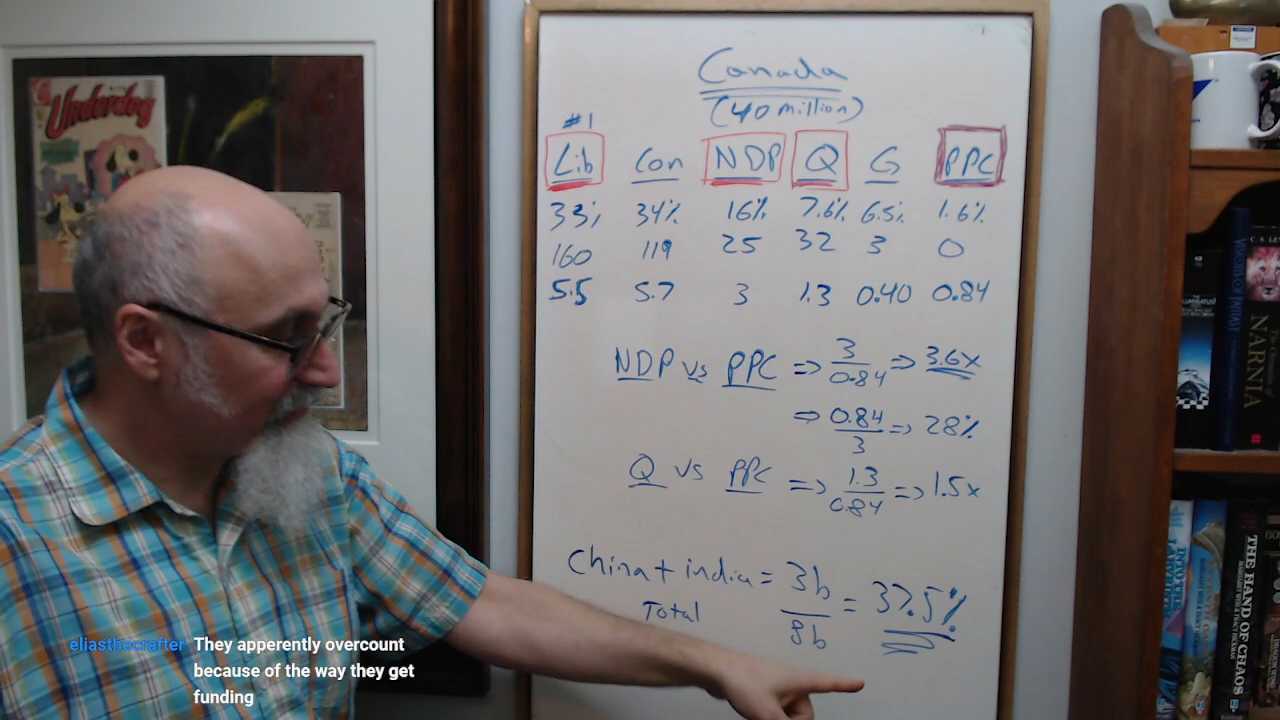 Canada
(40 million)
#1
Lib Con NDP Q G PPC
33% 34% 16% 7.6% 6.5% 1.6%
160 119 25 32 3 0
5.5 5.7 3 1.3 0.40 0.84
NDP vs PPC => 3/0.84 => 3.6x
=> 0.84/3 => 28%
Q vs PPC => 1.3/0.84 => 1.5x
China + india = 3b/8b = 37.5%
Total
Underdog
NARNIA
THE HAND OF CHAOS
eliasthecrafter They apparently overcount
because of the way they get
funding